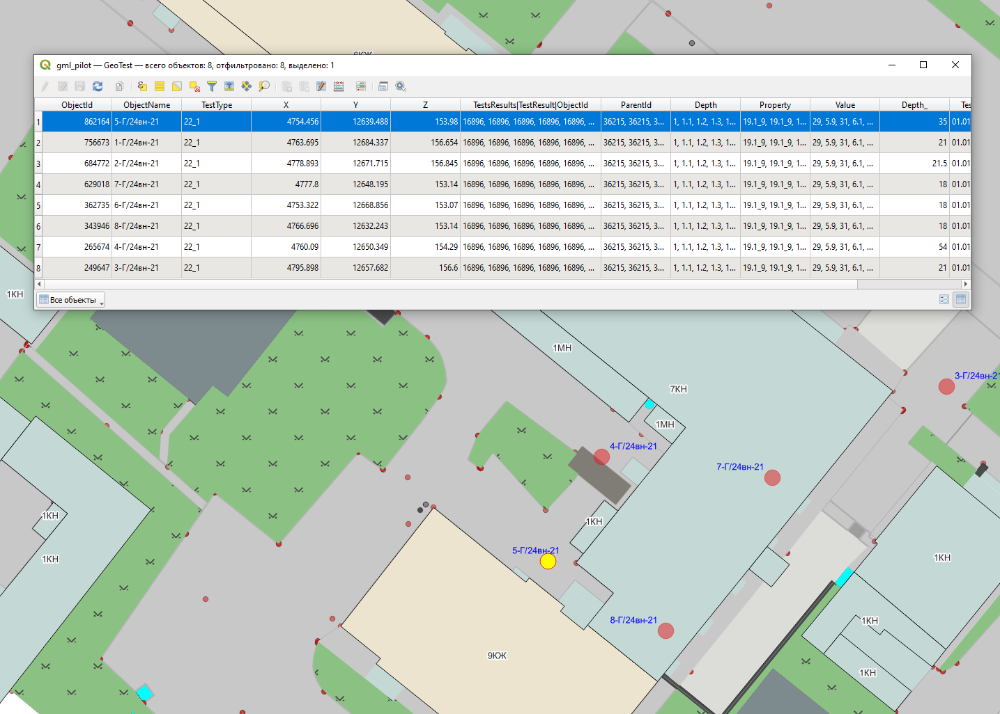 gml_pilot — GeoTest — всего объектов: 8, отфильтровано: 8, выделено: 1
ObjectId ObjectName TestType X Y Z TestsResults|TestResult|ObjectId ParentId Depth Property Value Depth_ Tes
1 862164 5-Г/24вн-21 22_1 4754.456 12639.488 153.98 16896, 16896, 16896, 16896, 16896, ... 36215, 36215, 3... 1, 1.1, 1.2, 1.3, 1... 19.1_9, 19.1_9, 1... 29, 5.9, 31, 6.1, ... 35 01.01
2 756673 1-Г/24вн-21 22_1 4763.695 12684.337 156.654 16896, 16896, 16896, 16896, 16896, ... 36215, 36215, 3... 1, 1.1, 1.2, 1.3, 1... 19.1_9, 19.1_9, 1... 29, 5.9, 31, 6.1, ... 21 01.01
3 684772 2-Г/24вн-21 22_1 4778.893 12671.715 156.845 16896, 16896, 16896, 16896, 16896, ... 36215, 36215, 3... 1, 1.1, 1.2, 1.3, 1... 19.1_9, 19.1_9, 1... 29, 5.9, 31, 6.1, ... 21.5 01.01
4 629018 7-Г/24вн-21 22_1 4777.8 12648.195 153.14 16896, 16896, 16896, 16896, 16896, ... 36215, 36215, 3... 1, 1.1, 1.2, 1.3, 1... 19.1_9, 19.1_9, 1... 29, 5.9, 31, 6.1, ... 18 01.01
5 362735 6-Г/24вн-21 22_1 4753.322 12668.856 153.07 16896, 16896, 16896, 16896, 16896, ... 36215, 36215, 3... 1, 1.1, 1.2, 1.3, 1... 19.1_9, 19.1_9, 1... 29, 5.9, 31, 6.1, ... 18 01.01
6 343946 8-Г/24вн-21 22_1 4766.696 12632.243 153.14 16896, 16896, 16896, 16896, 16896, ... 36215, 36215, 3... 1, 1.1, 1.2, 1.3, 1... 19.1_9, 19.1_9, 1... 29, 5.9, 31, 6.1, ... 18 01.01
7 265674 4-Г/24вн-21 22_1 4760.09 12650.349 154.29 16896, 16896, 16896, 16896, 16896, ... 36215, 36215, 3... 1, 1.1, 1.2, 1.3, 1... 19.1_9, 19.1_9, 1... 29, 5.9, 31, 6.1, ... 54 01.01
8 249647 3-Г/24вн-21 22_1 4795.898 12657.682 156.6 16896, 16896, 16896, 16896, 16896, ... 36215, 36215, 3... 1, 1.1, 1.2, 1.3, 1... 19.1_9, 19.1_9, 1... 29, 5.9, 31, 6.1, ... 21 01.01
Все объекты
1КН
1МН
3-Г/24вн-21
7КН
1МН
4-Г/24вн-21
7-Г/24вн-21
1КН
1КН
5-Г/24вн-21
1КН
1КН
8-Г/24вн-21
1КН
9КЖ
1КН